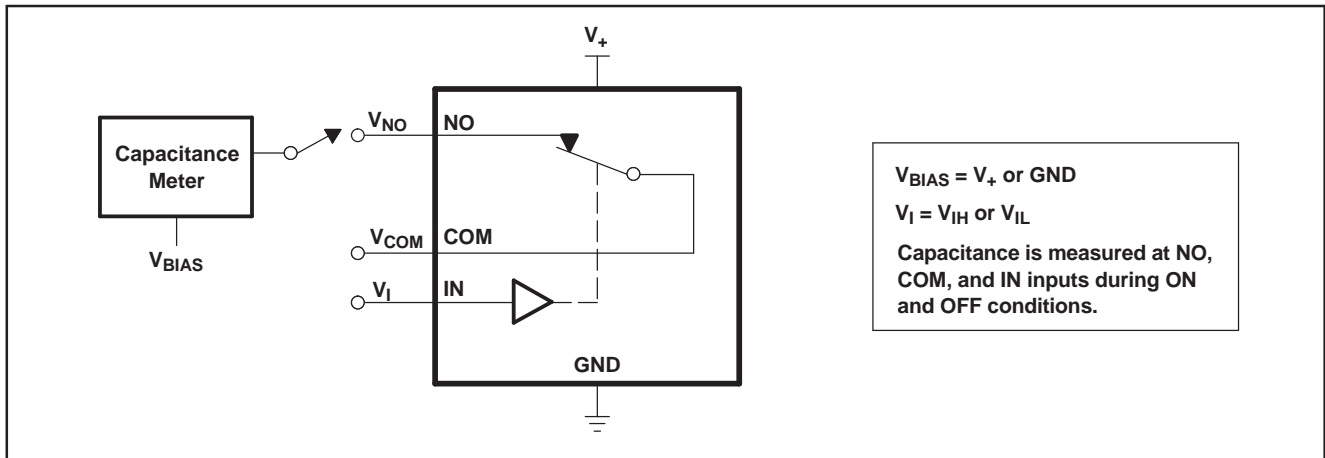 V+
VNO
NO
Capacitance
Meter
VBIAS = V+ or GND
VI = VIH or VIL
VCOM
COM
Capacitance is measured at NO,
COM, and IN inputs during ON
and OFF conditions.
VBIAS
VI
IN
GND